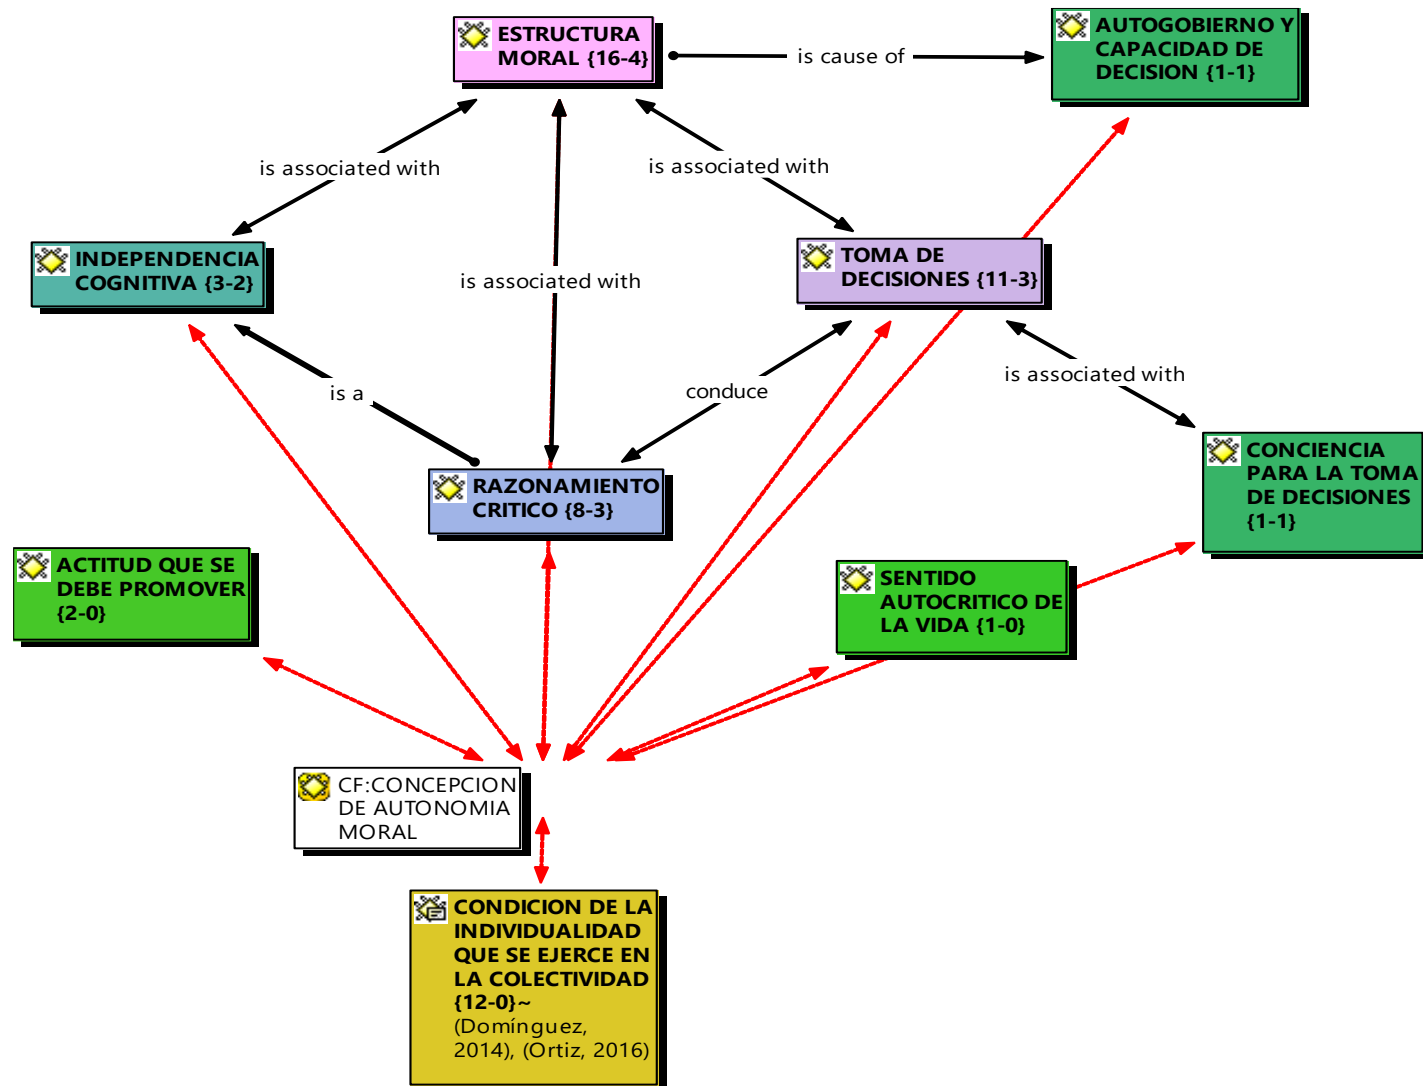 ESTRUCTURA
MORAL {16-4}
is cause of
AUTOGOBIERNO Y
CAPACIDAD DE
DECISION {1-1}
is associated with
is associated with
INDEPENDENCIA
COGNITIVA {3-2}
is associated with
TOMA DE
DECISIONES {11-3}
is a
conduce
is associated with
RAZONAMIENTO
CRITICO {8-3}
CONCIENCIA
PARA LA TOMA
DE DECISIONES
{1-1}
ACTITUD QUE SE
DEBE PROMOVER
{2-0}
SENTIDO
AUTOCRITICO DE
LA VIDA {1-0}
CF:CONCEPCION
DE AUTONOMIA
MORAL
CONDICION DE LA
INDIVIDUALIDAD
QUE SE EJERCE EN
LA COLECTIVIDAD
{12-0}~
(Domínguez,
2014), (Ortiz, 2016)